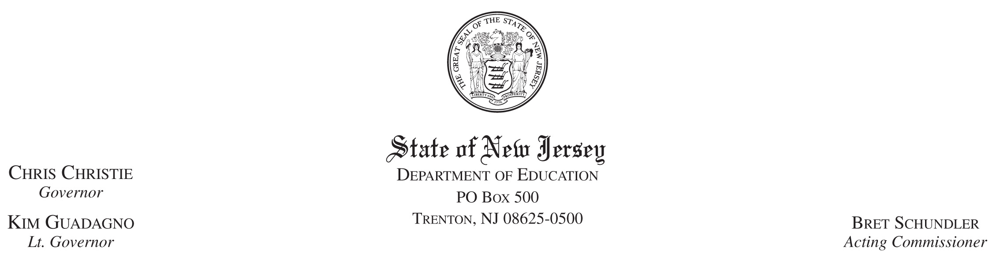 THE GREAT SEAL OF THE STATE OF NEW JERSEY
LIBERTY AND PROSPERITY
1776
State of New Jersey
DEPARTMENT OF EDUCATION
PO BOX 500
TRENTON, NJ 08625-0500
CHRIS CHRISTIE
Governor
KIM GUADAGNO
Lt. Governor
BRET SCHUNDLER
Acting Commissioner